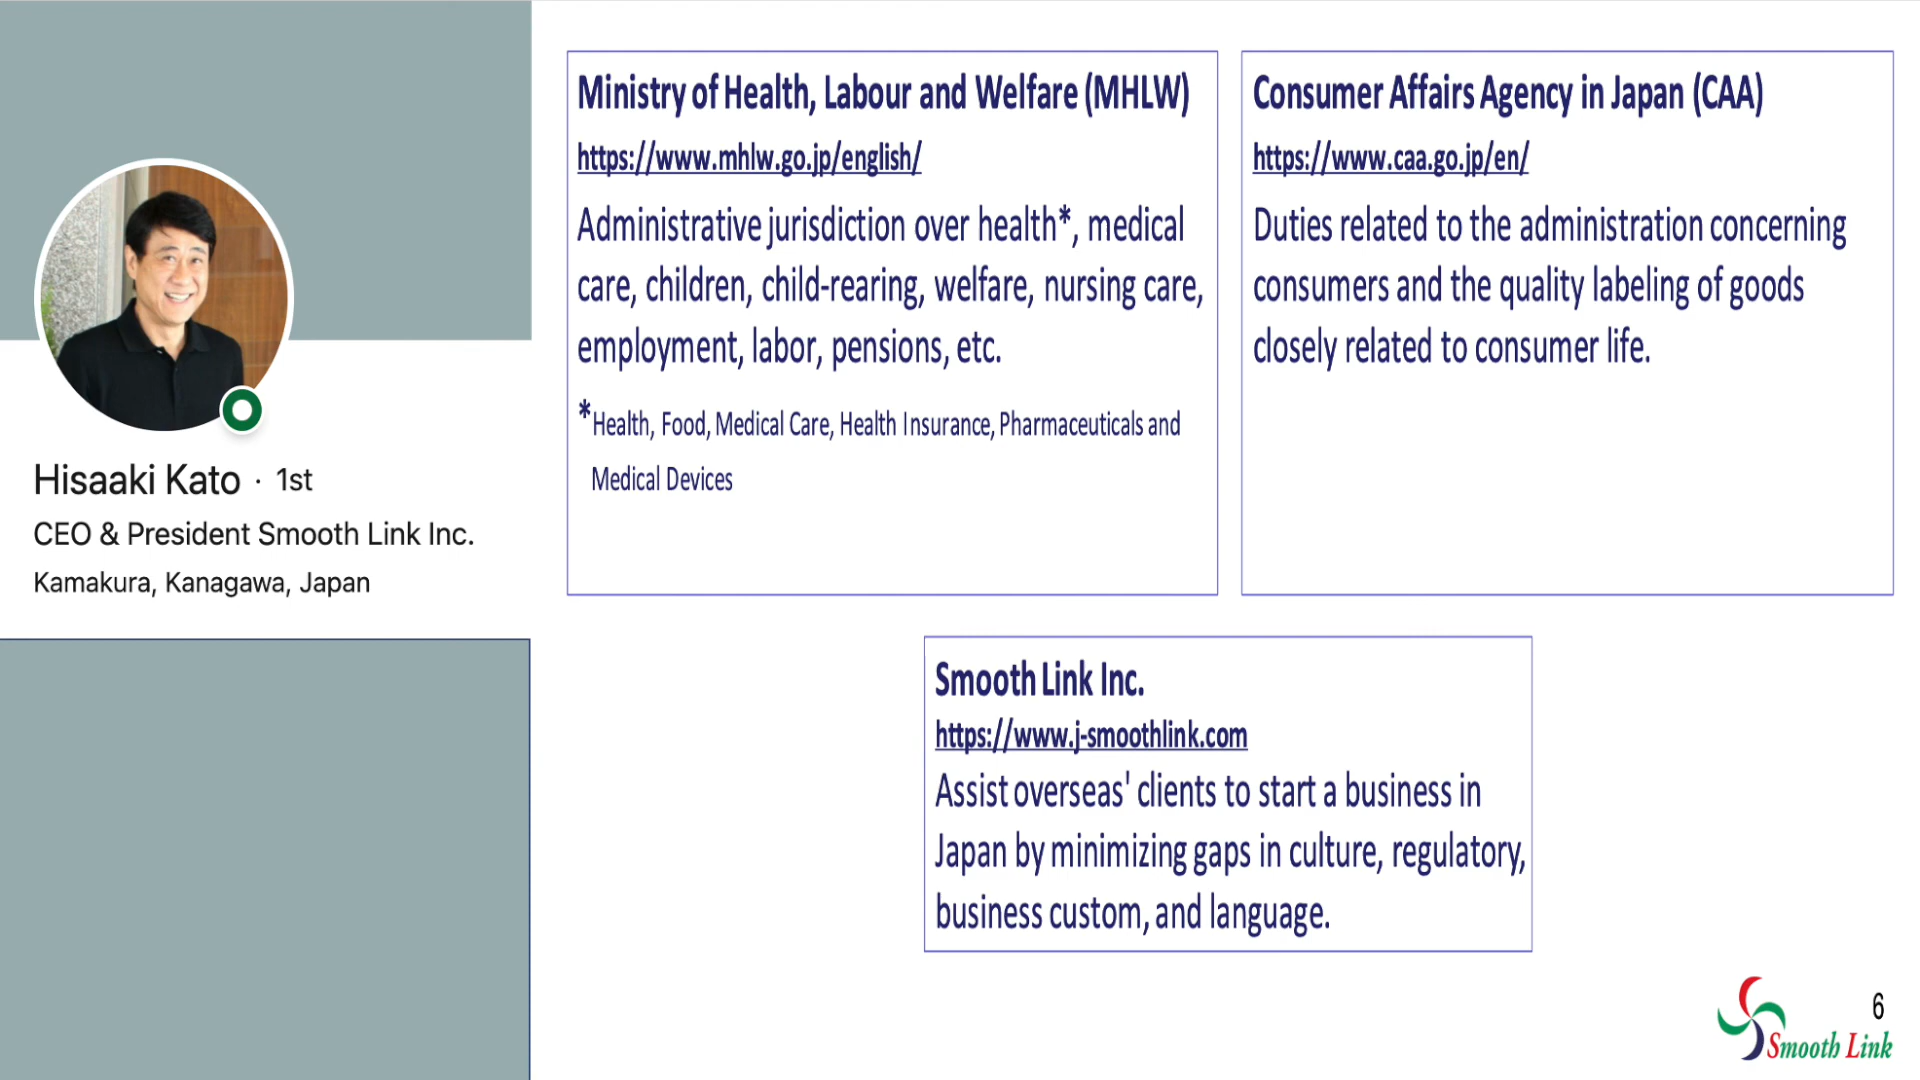 Hisaaki Kato · 1st
CEO & President Smooth Link Inc.
Kamakura, Kanagawa, Japan
Ministry of Health, Labour and Welfare (MHLW)
https://www.mhlw.go.jp/english/
Administrative jurisdiction over health*, medical
care, children, child-rearing, welfare, nursing care,
employment, labor, pensions, etc.
*Health, Food, Medical Care, Health Insurance, Pharmaceuticals and
Medical Devices
Consumer Affairs Agency in Japan (CAA)
https://www.caa.go.jp/en/
Duties related to the administration concerning
consumers and the quality labeling of goods
closely related to consumer life.
Smooth Link Inc.
https://www.j-smoothlink.com
Assist overseas' clients to start a business in
Japan by minimizing gaps in culture, regulatory,
business custom, and language.
6
Smooth Link